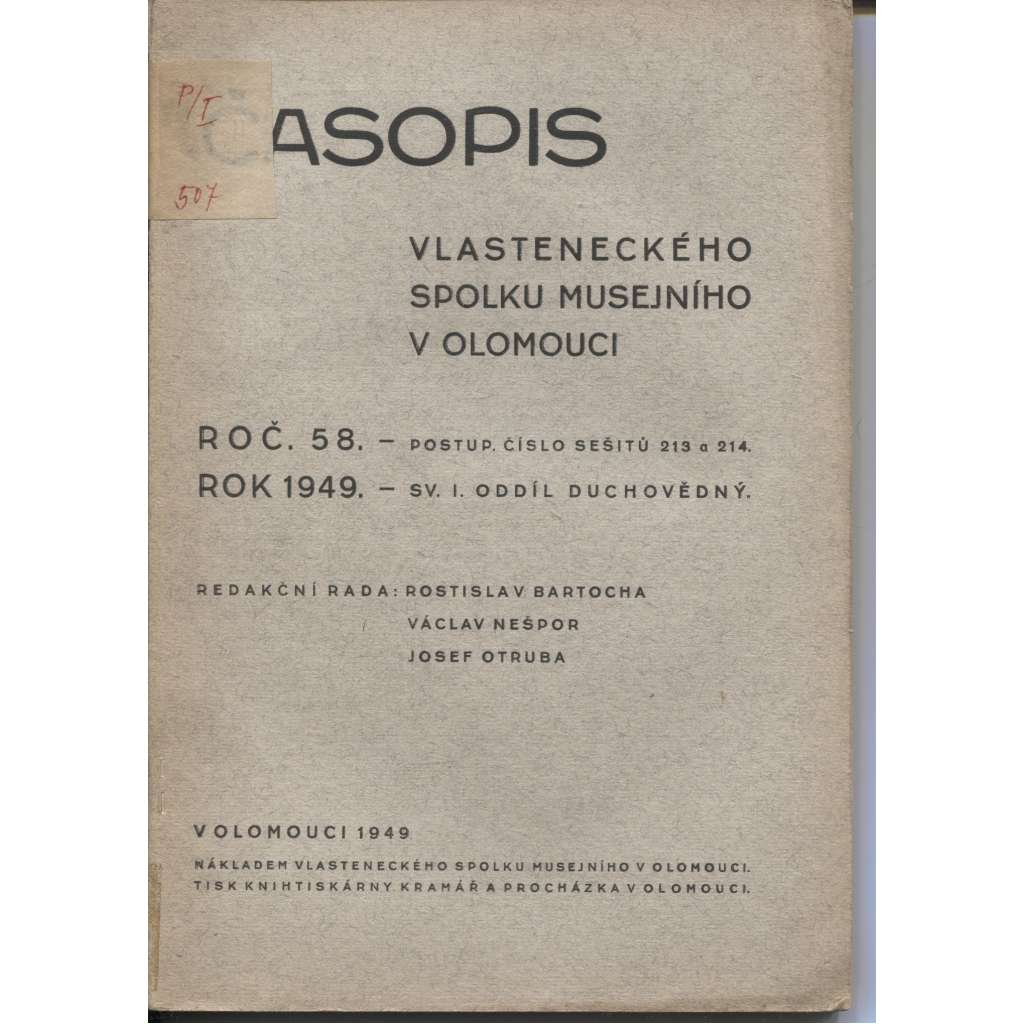 P/I
507
ČASOPIS
VLASTENECKÉHO
SPOLKU MUSEJNÍHO
V OLOMOUCI
ROČ. 58. – POSTUP. ČÍSLO SEŠITŮ 213 a 214.
ROK 1949. – SV. I. ODDÍL DUCHOVĚDNÝ.
REDAKČNÍ RADA: ROSTISLAV BARTOCHA
VÁCLAV NEŠPOR
JOSEF OTRUBA
V OLOMOUCI 1949
NÁKLADEM VLASTENECKÉHO SPOLKU MUSEJNÍHO V OLOMOUCI.
TISK KNIHTISKÁRNY KRAMÁŘ A PROCHÁZKA V OLOMOUCI.